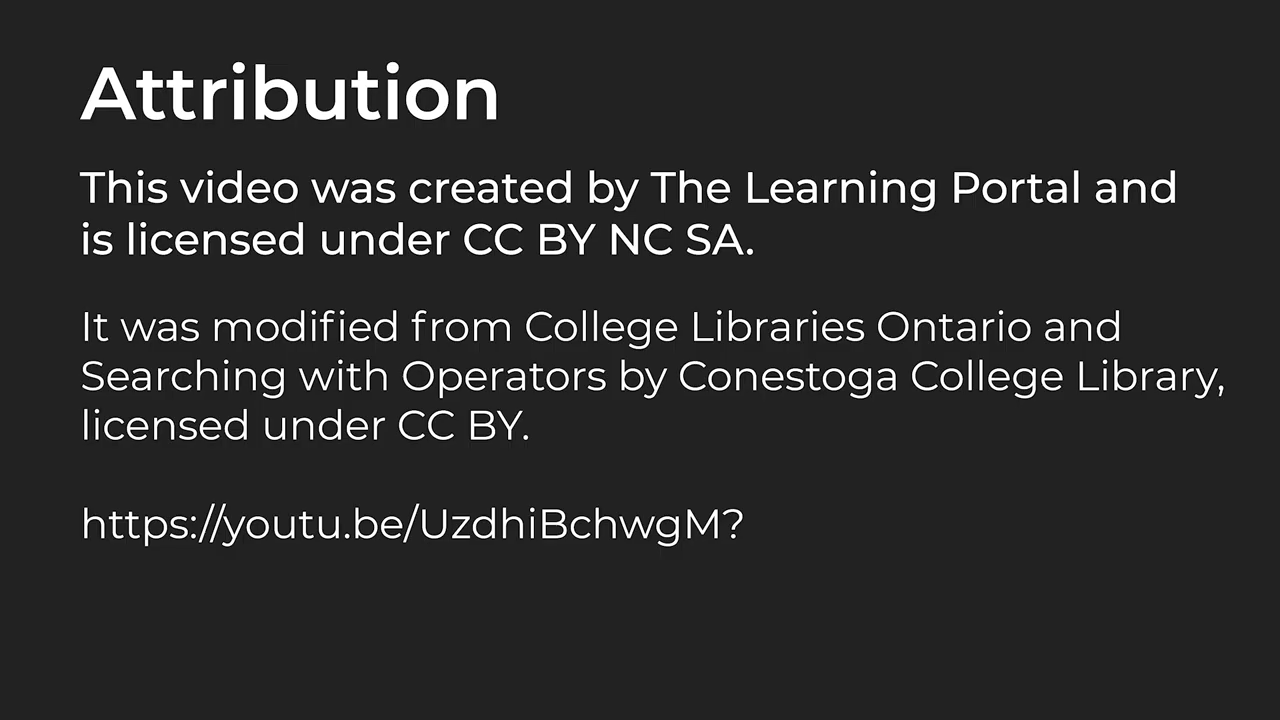 Attribution
This video was created by The Learning Portal and
is licensed under CC BY NC SA.
It was modified from College Libraries Ontario and
Searching with Operators by Conestoga College Library,
licensed under CC BY.
https://youtu.be/UzdhiBchwgM?